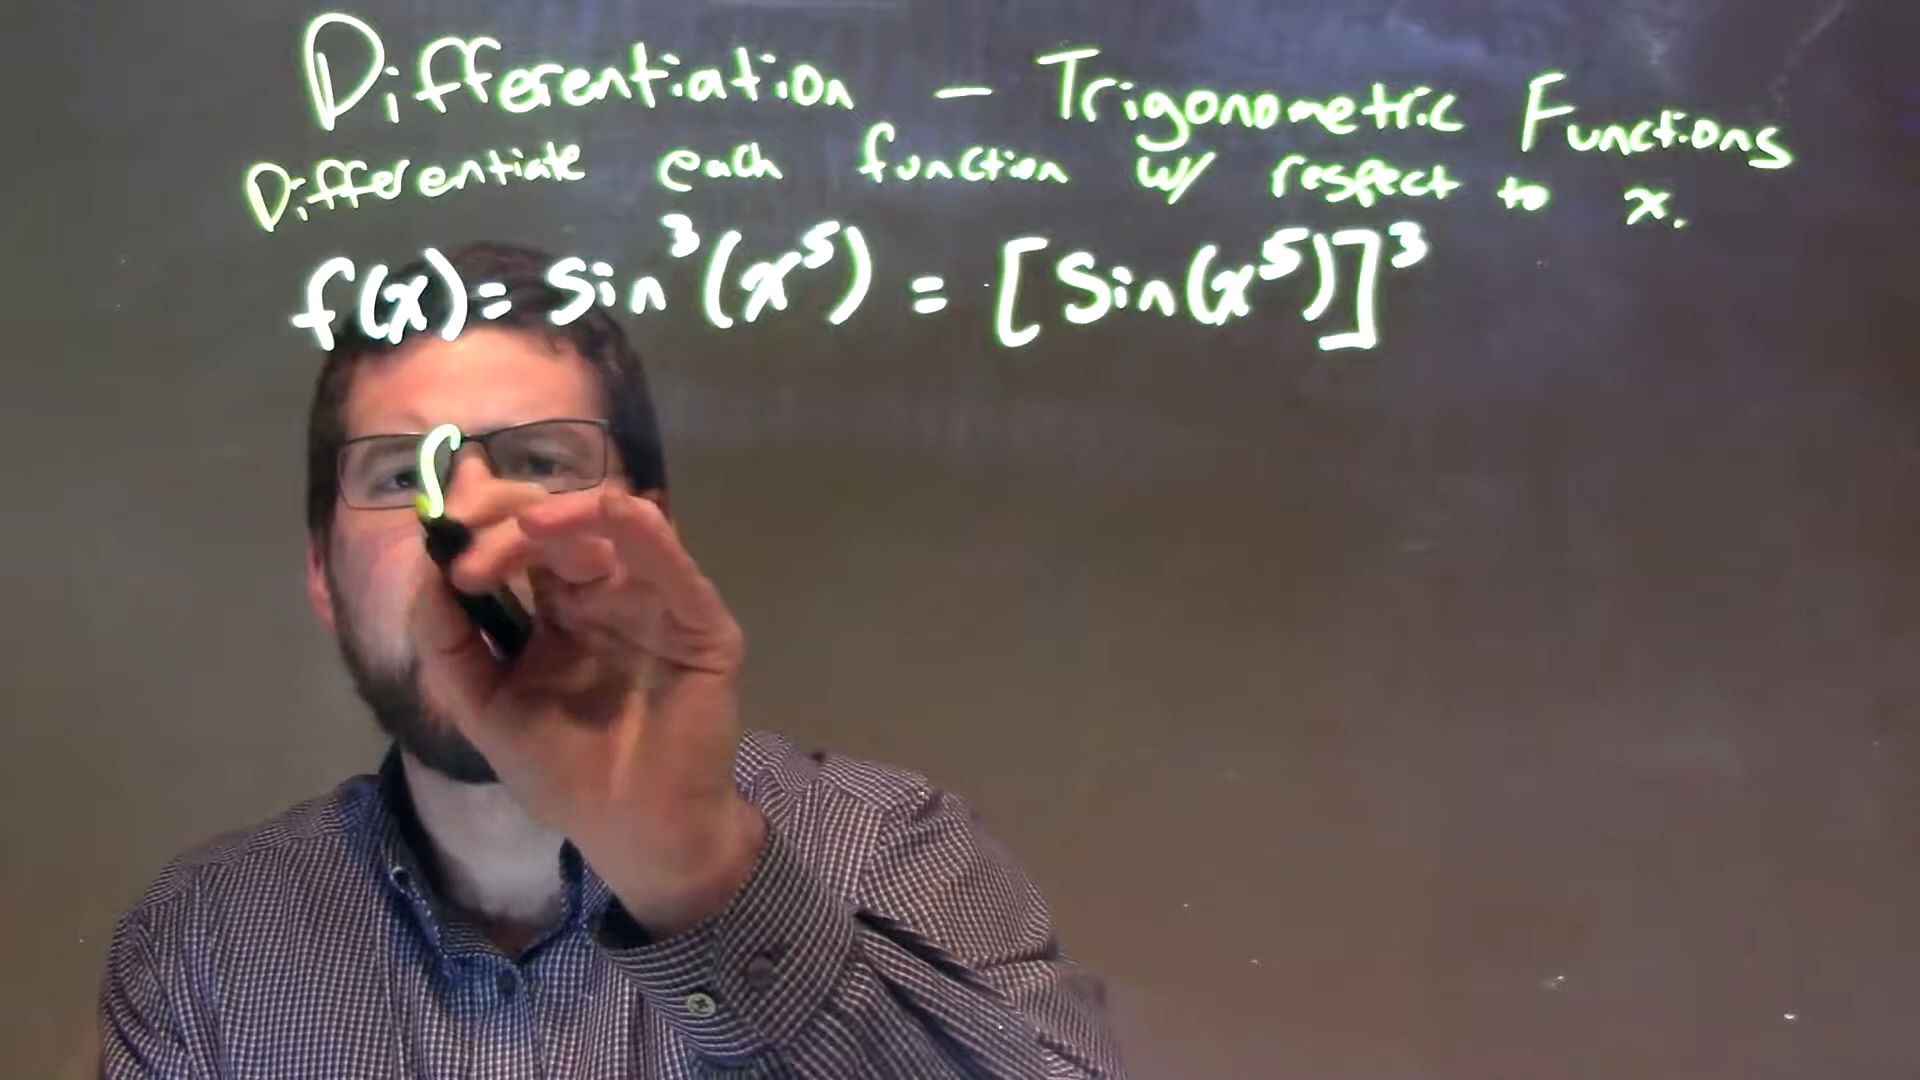 Differentiation - Trigonometric Functions
Differentiate each function w/ respect to x.
f(x) = sin³(x⁵) = [sin(x⁵)]³